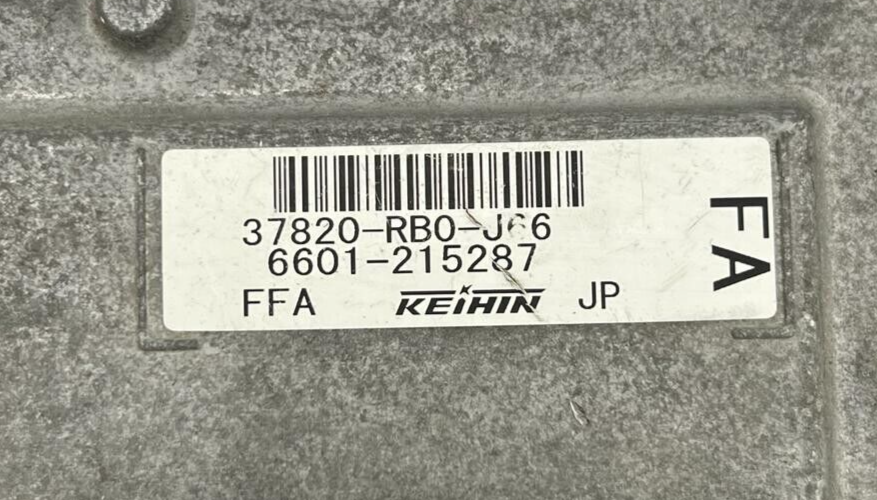 37820-RB0-J66
6601-215287
FFA KEIHIN JP
FA